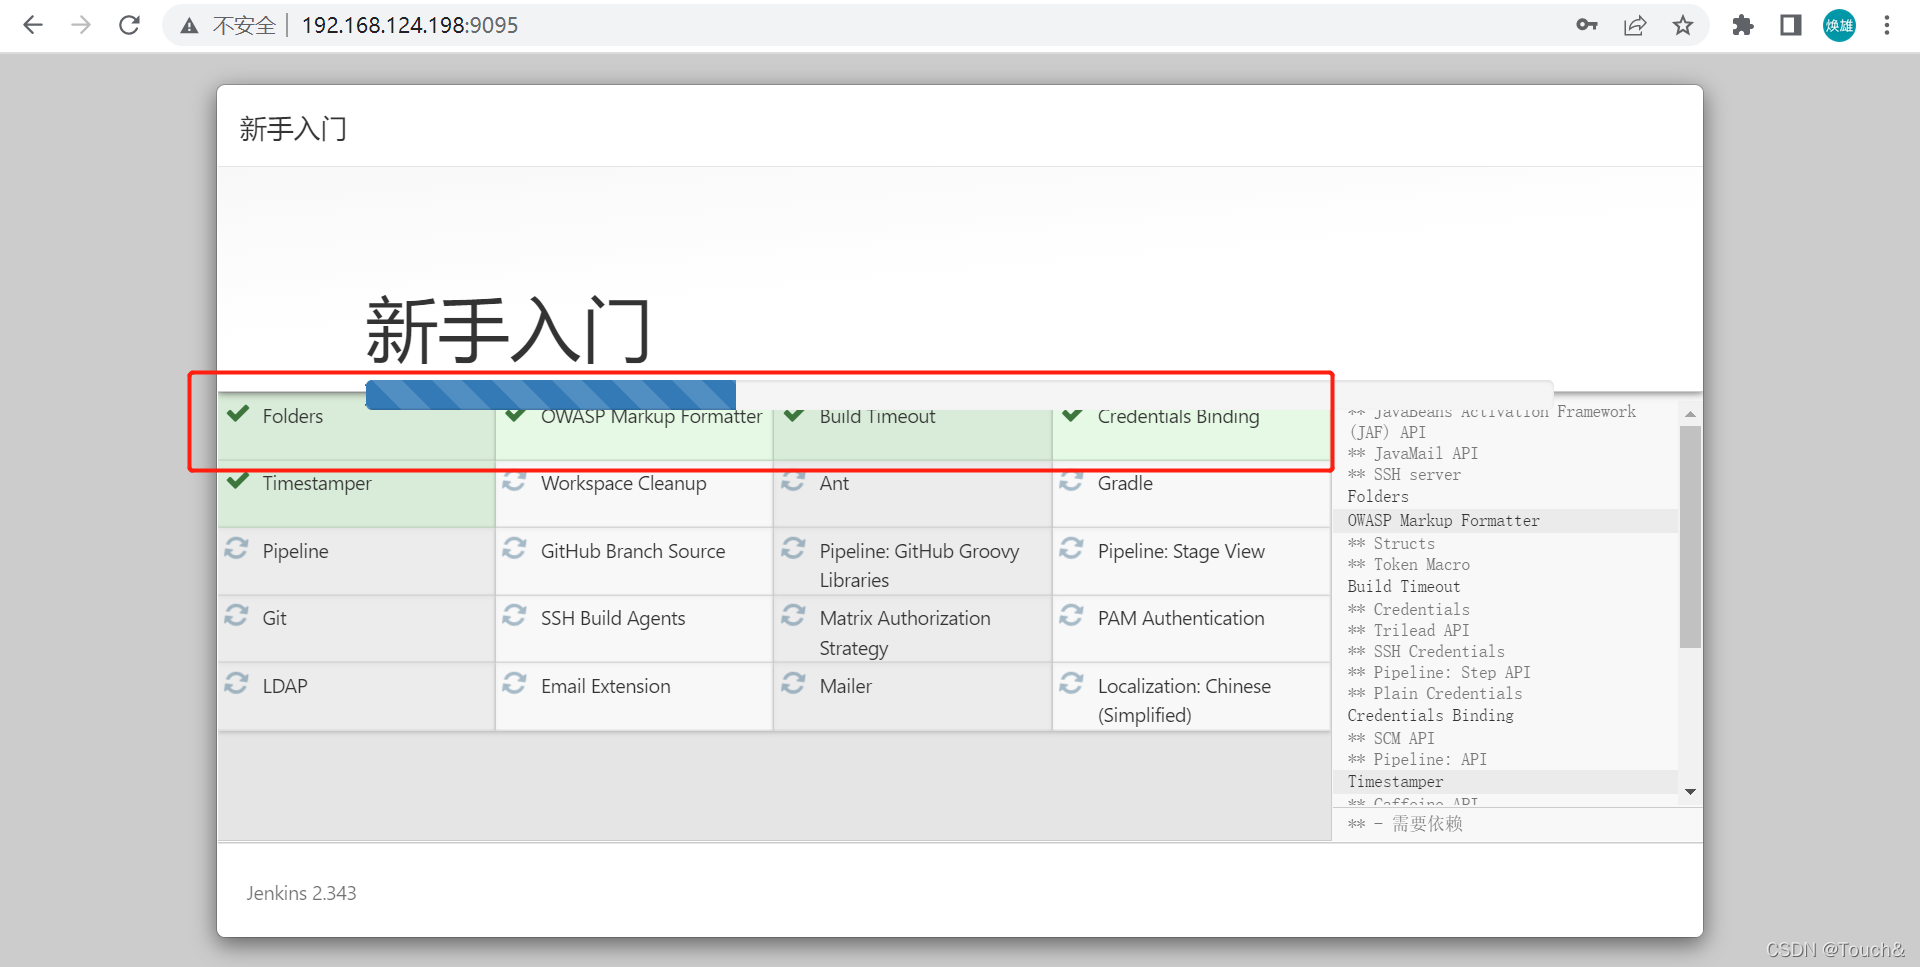 不安全 192.168.124.198:9095
焕雄
新手入门
新手入门
Folders
OWASP Markup Formatter
Build Timeout
Credentials Binding
Timestamper
Workspace Cleanup
Ant
Gradle
Pipeline
GitHub Branch Source
Pipeline: GitHub Groovy
Libraries
Pipeline: Stage View
Git
SSH Build Agents
Matrix Authorization
Strategy
PAM Authentication
LDAP
Email Extension
Mailer
Localization: Chinese
(Simplified)
** JavaBeans Activation Framework
(JAF) API
** JavaMail API
** SSH server
Folders
OWASP Markup Formatter
** Structs
** Token Macro
Build Timeout
** Credentials
** Trilead API
** SSH Credentials
** Pipeline: Step API
** Plain Credentials
Credentials Binding
** SCM API
** Pipeline: API
Timestamper
** Caffeine API
** - 需要依赖
Jenkins 2.343
CSDN @Touch&